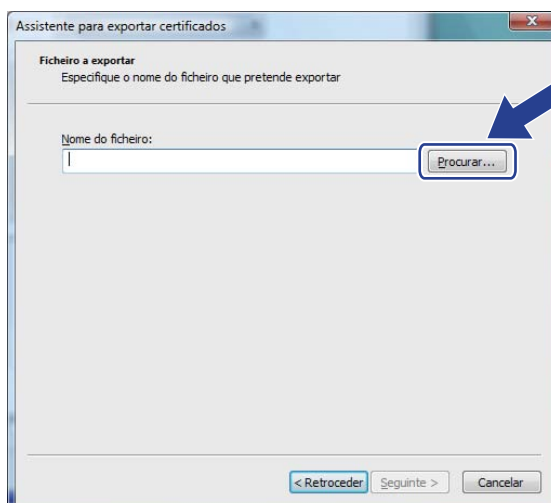 Assistente para exportar certificados
Ficheiro a exportar
Especifique o nome do ficheiro que pretende exportar
Nome do ficheiro:
Procurar...
< Retroceder Seguinte > Cancelar